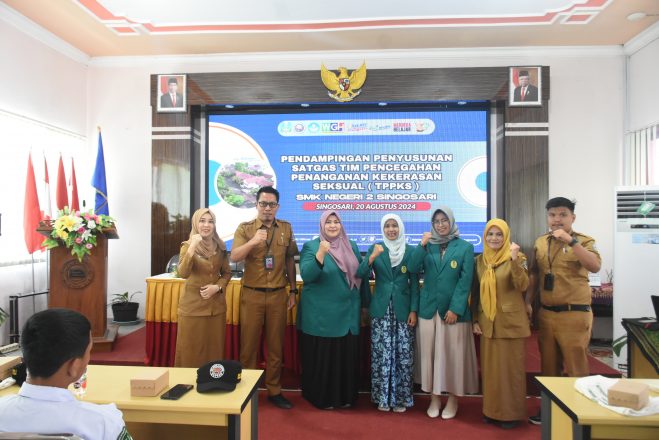 PENDAMPINGAN PENYUSUNAN
SATGAS TIM PENCEGAHAN
PENANGANAN KEKERASAN
SEKSUAL ( TPPKS )
SMK NEGERI 2 SINGOSARI
SINGOSARI, 20 AGUSTUS 2024